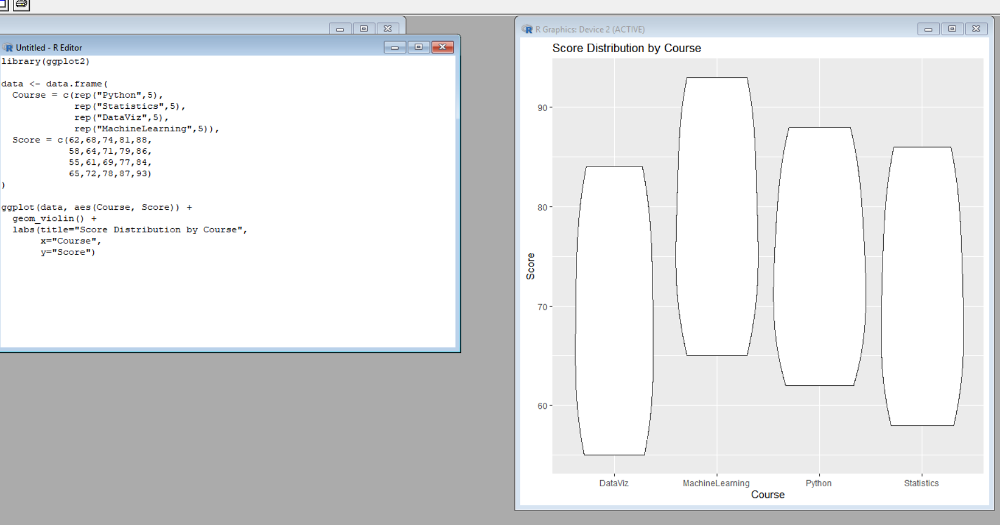 Untitled - R Editor
library(ggplot2)
data <- data.frame(
  Course = c(rep("Python",5),
             rep("Statistics",5),
             rep("DataViz",5),
             rep("MachineLearning",5)),
  Score = c(62,68,74,81,88,
            58,64,71,79,86,
            55,61,69,77,84,
            65,72,78,87,93)
)
ggplot(data, aes(Course, Score)) +
  geom_violin() +
  labs(title="Score Distribution by Course",
       x="Course",
       y="Score")
R Graphics: Device 2 (ACTIVE)
Score Distribution by Course
90
80
Score
70
60
DataViz MachineLearning Python Statistics
Course